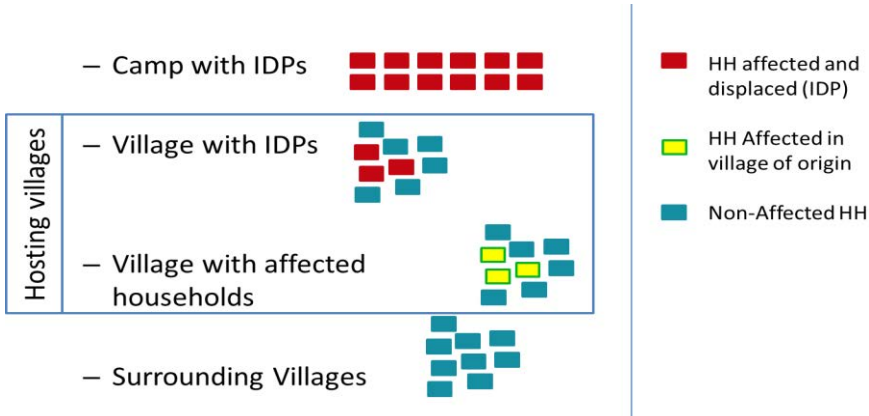 – Camp with IDPs
Hosting villages
– Village with IDPs
– Village with affected
households
– Surrounding Villages
HH affected and
displaced (IDP)
HH Affected in
village of origin
Non-Affected HH